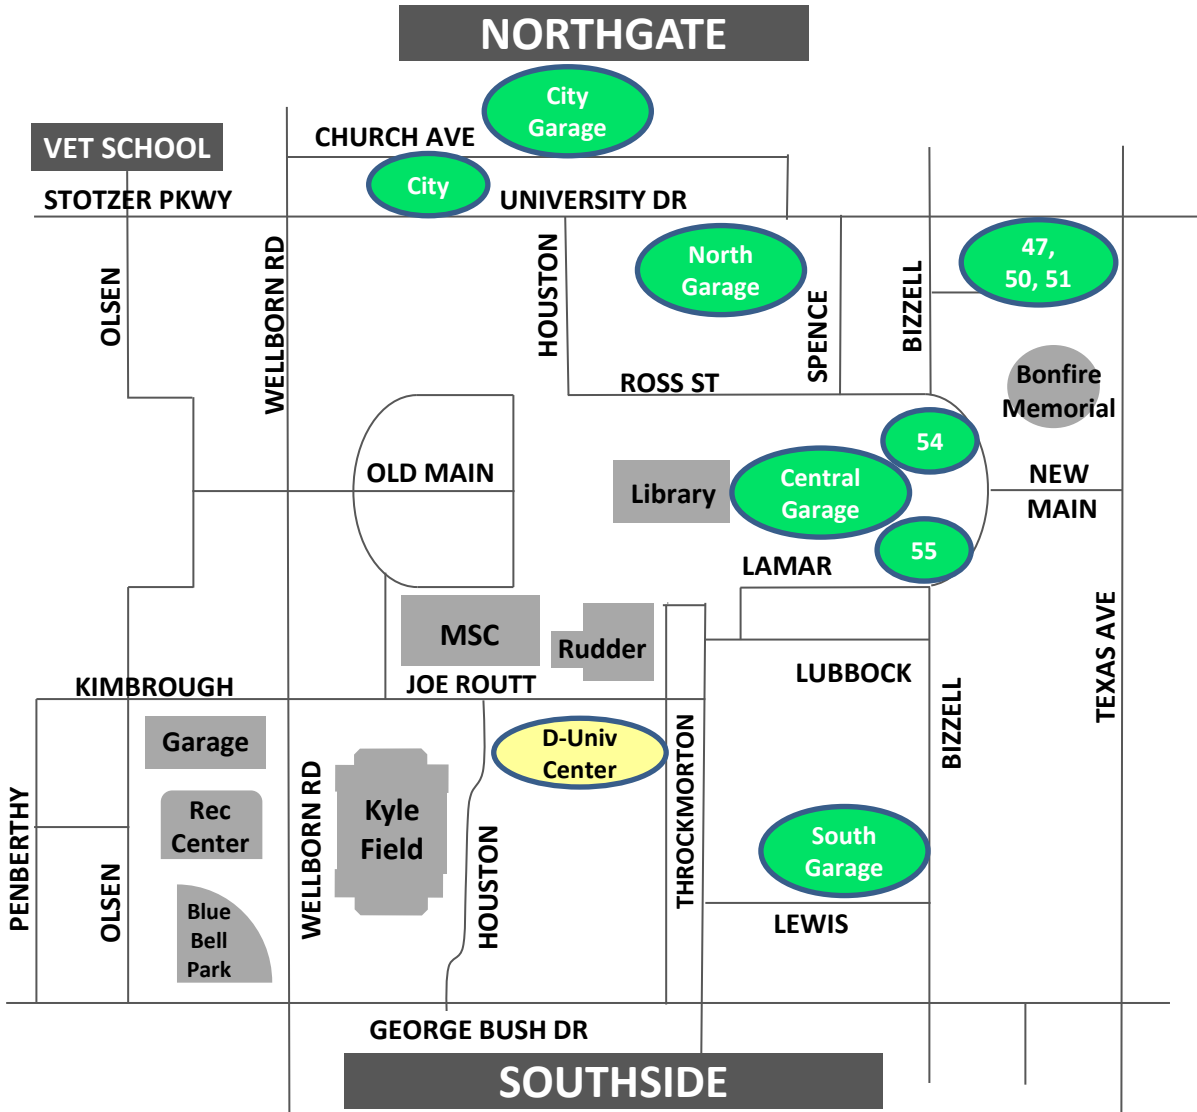 NORTHGATE
City
Garage
CHURCH AVE
VET SCHOOL
City
STOTZER PKWY
UNIVERSITY DR
OLSEN
WELLBORN RD
HOUSTON
North
Garage
SPENCE
BIZZELL
47,
50, 51
ROSS ST
Bonfire
Memorial
54
OLD MAIN
Library
Central
Garage
NEW
MAIN
55
LAMAR
MSC
Rudder
TEXAS AVE
LUBBOCK
KIMBROUGH
JOE ROUTT
BIZZELL
Garage
D-Univ
Center
THROCKMORTON
WELLBORN RD
Kyle
Field
Rec
Center
PENBERTHY
OLSEN
HOUSTON
South
Garage
Blue
Bell
Park
LEWIS
GEORGE BUSH DR
SOUTHSIDE